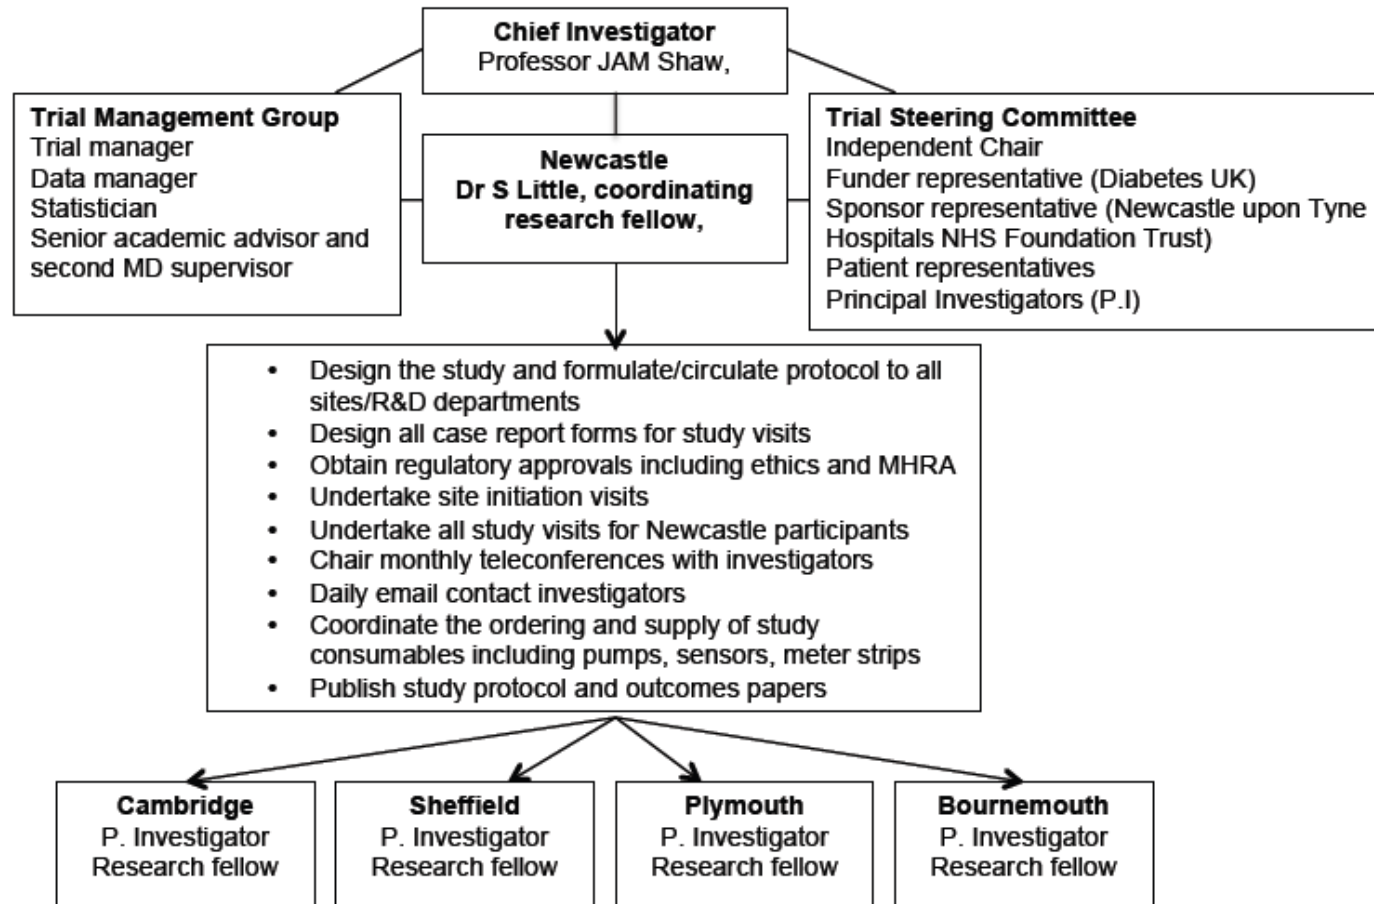 Chief Investigator
Professor JAM Shaw,
Trial Management Group
Trial manager
Data manager
Statistician
Senior academic advisor and
second MD supervisor
Newcastle
Dr S Little, coordinating
research fellow,
Trial Steering Committee
Independent Chair
Funder representative (Diabetes UK)
Sponsor representative (Newcastle upon Tyne
Hospitals NHS Foundation Trust)
Patient representatives
Principal Investigators (P.I)
• Design the study and formulate/circulate protocol to all
sites/R&D departments
• Design all case report forms for study visits
• Obtain regulatory approvals including ethics and MHRA
• Undertake site initiation visits
• Undertake all study visits for Newcastle participants
• Chair monthly teleconferences with investigators
• Daily email contact investigators
• Coordinate the ordering and supply of study
consumables including pumps, sensors, meter strips
• Publish study protocol and outcomes papers
Cambridge
P. Investigator
Research fellow
Sheffield
P. Investigator
Research fellow
Plymouth
P. Investigator
Research fellow
Bournemouth
P. Investigator
Research fellow